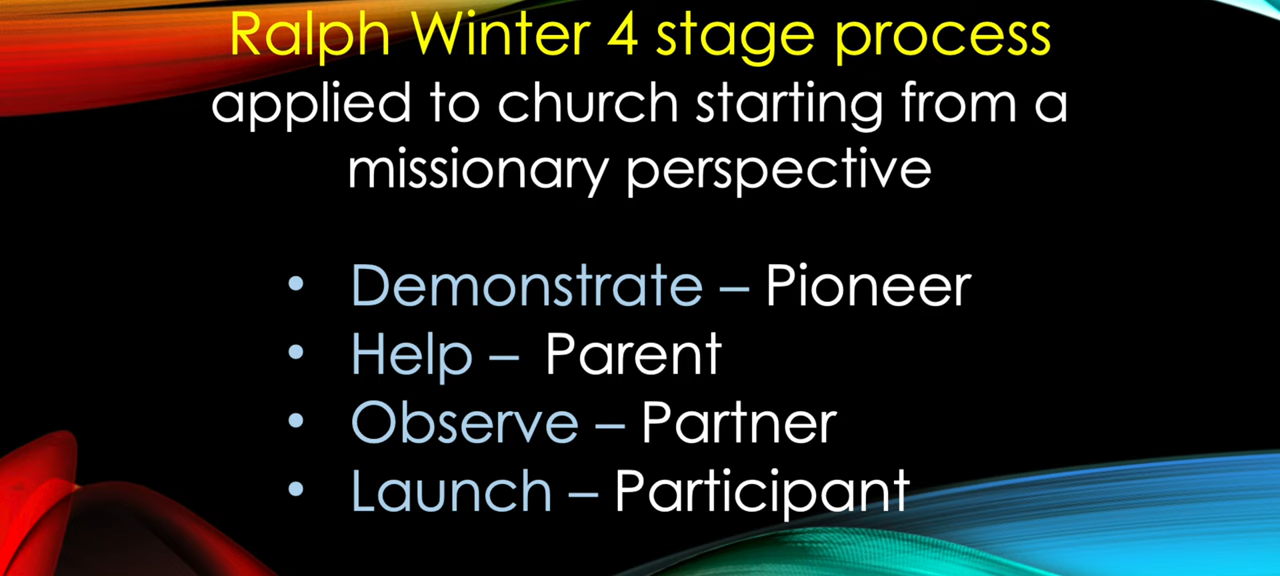 Ralph Winter 4 stage process
applied to church starting from a
missionary perspective
• Demonstrate – Pioneer
• Help – Parent
• Observe – Partner
• Launch – Participant